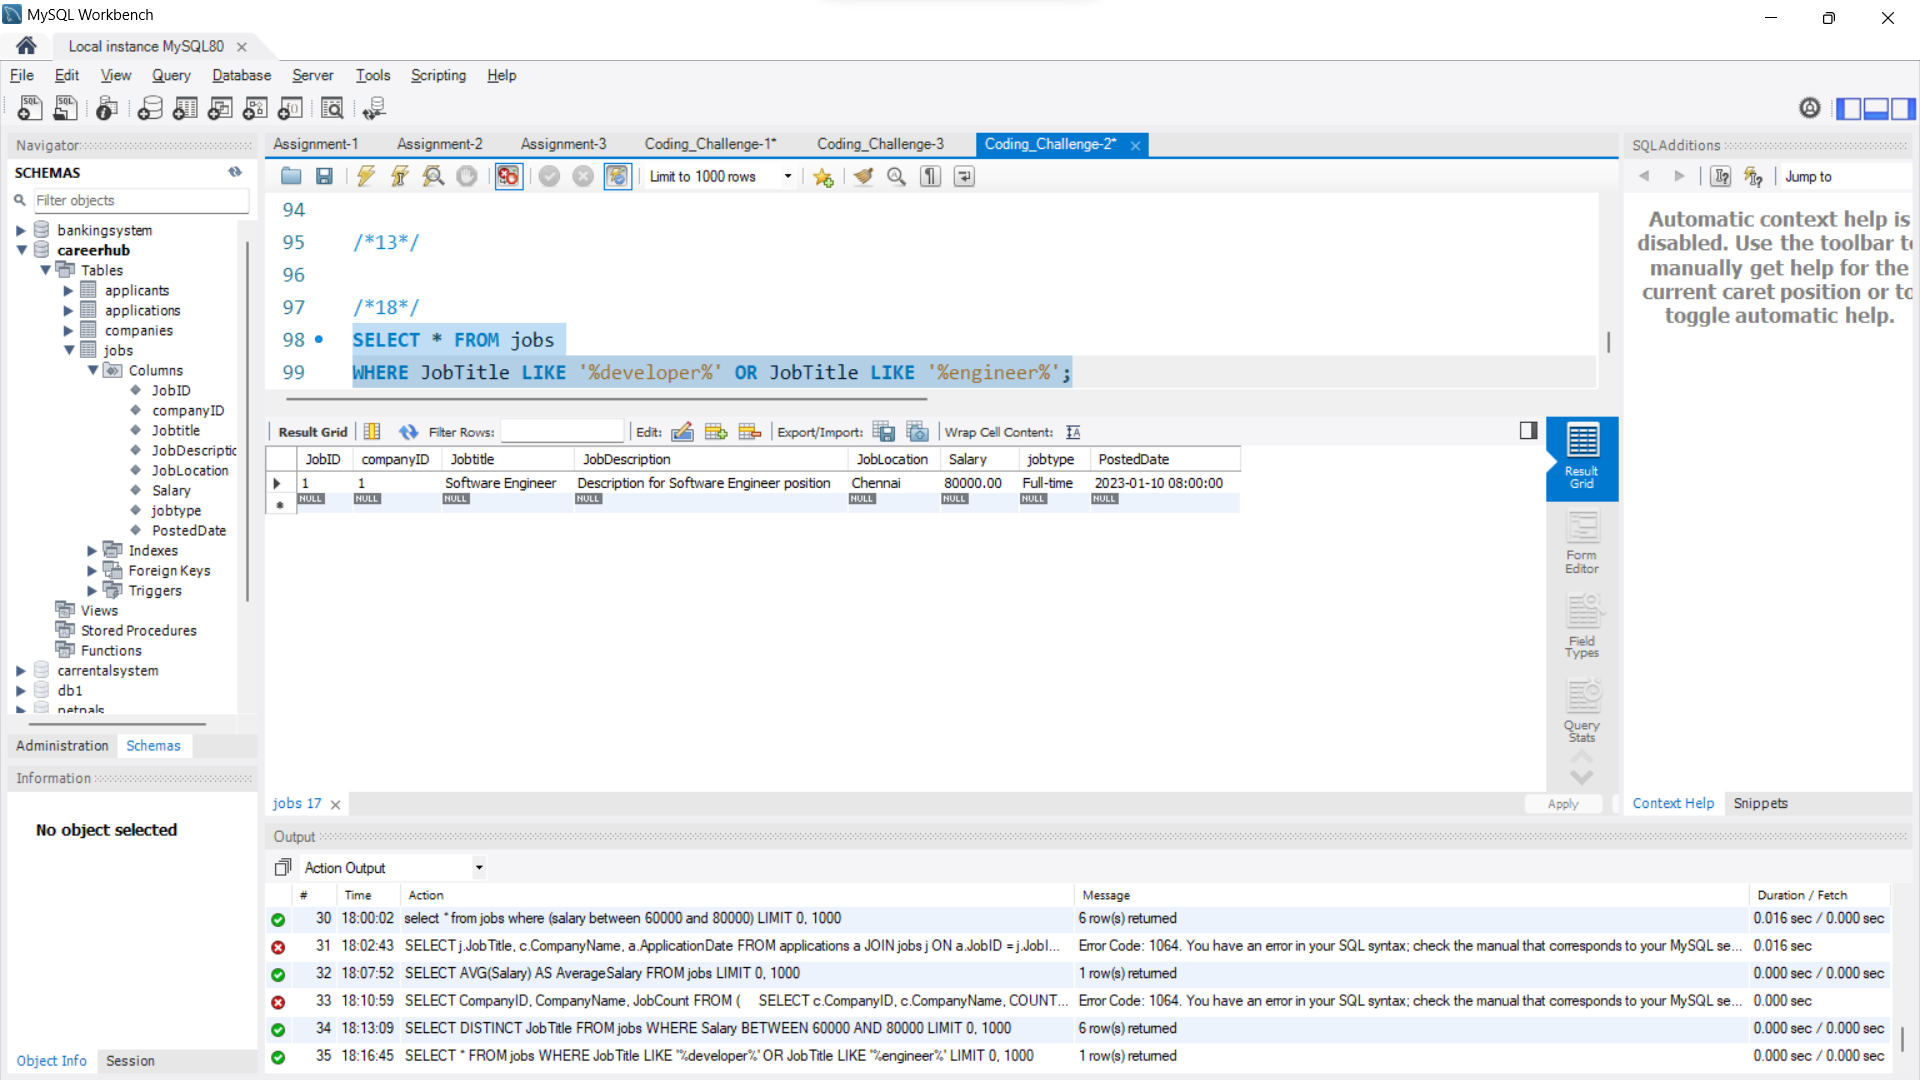 MySQL Workbench
Local instance MySQL80
File Edit View Query Database Server Tools Scripting Help
Navigator
SCHEMAS
Filter objects
bankingsystem
careerhub
Tables
applicants
applications
companies
jobs
Columns
JobID
companyID
Jobtitle
JobDescriptic
JobLocation
Salary
jobtype
PostedDate
Indexes
Foreign Keys
Triggers
Views
Stored Procedures
Functions
carrentalsystem
db1
Administration Schemas
Information
No object selected
Object Info Session
Assignment-1 Assignment-2 Assignment-3 Coding_Challenge-1* Coding_Challenge-3 Coding_Challenge-2*
Limit to 1000 rows
94
95 /*13*/
96
97 /*18*/
98 SELECT * FROM jobs
99 WHERE JobTitle LIKE '%developer%' OR JobTitle LIKE '%engineer%';
Result Grid Filter Rows: Edit: Export/Import: Wrap Cell Content:
JobID companyID Jobtitle JobDescription JobLocation Salary jobtype PostedDate
1 1 Software Engineer Description for Software Engineer position Chennai 80000.00 Full-time 2023-01-10 08:00:00
NULL NULL NULL NULL NULL NULL NULL NULL
Result
Grid
Form
Editor
Field
Types
Query
Stats
jobs 17
Apply
SQLAdditions
Jump to
Automatic context help is
disabled. Use the toolbar to
manually get help for the
current caret position or to
toggle automatic help.
Context Help Snippets
Output
Action Output
# Time Action Message Duration / Fetch
30 18:00:02 select * from jobs where (salary between 60000 and 80000) LIMIT 0, 1000 6 row(s) returned 0.016 sec / 0.000 sec
31 18:02:43 SELECT j.JobTitle, c.CompanyName, a.ApplicationDate FROM applications a JOIN jobs j ON a.JobID = j.JobI... Error Code: 1064. You have an error in your SQL syntax; check the manual that corresponds to your MySQL se... 0.016 sec
32 18:07:52 SELECT AVG(Salary) AS AverageSalary FROM jobs LIMIT 0, 1000 1 row(s) returned 0.000 sec / 0.000 sec
33 18:10:59 SELECT CompanyID, CompanyName, JobCount FROM ( SELECT c.CompanyID, c.CompanyName, COUNT... Error Code: 1064. You have an error in your SQL syntax; check the manual that corresponds to your MySQL se... 0.000 sec
34 18:13:09 SELECT DISTINCT JobTitle FROM jobs WHERE Salary BETWEEN 60000 AND 80000 LIMIT 0, 1000 6 row(s) returned 0.000 sec / 0.000 sec
35 18:16:45 SELECT * FROM jobs WHERE JobTitle LIKE '%developer%' OR JobTitle LIKE '%engineer%' LIMIT 0, 1000 1 row(s) returned 0.000 sec / 0.000 sec